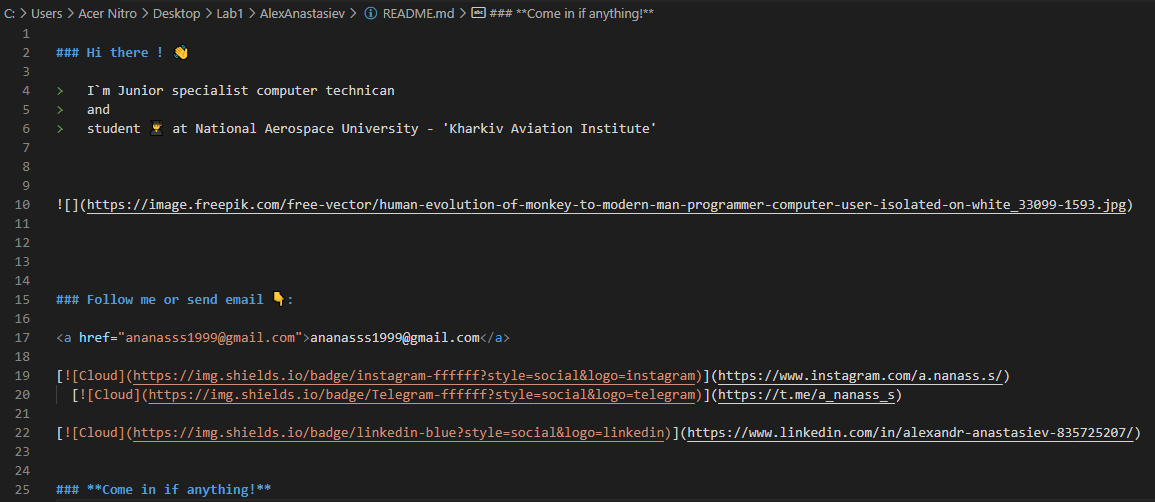 C: > Users > Acer Nitro > Desktop > Lab1 > AlexAnastasiev > ⓘ README.md > abc ### **Come in if anything!**
1
2 ### Hi there ! 👋
3
4 > I`m Junior specialist computer technican
5 > and
6 > student 👨‍🎓 at National Aerospace University - 'Kharkiv Aviation Institute'
7
8
9
10 ![](https://image.freepik.com/free-vector/human-evolution-of-monkey-to-modern-man-programmer-computer-user-isolated-on-white_33099-1593.jpg)
11
12
13
14
15 ### Follow me or send email 👇:
16
17 <a href="ananasss1999@gmail.com">ananasss1999@gmail.com</a>
18
19 [![Cloud](https://img.shields.io/badge/instagram-ffffff?style=social&logo=instagram)](https://www.instagram.com/a.nanass.s/)
20 [![Cloud](https://img.shields.io/badge/Telegram-ffffff?style=social&logo=telegram)](https://t.me/a_nanass_s)
21
22 [![Cloud](https://img.shields.io/badge/linkedin-blue?style=social&logo=linkedin)](https://www.linkedin.com/in/alexandr-anastasiev-835725207/)
23
24
25 ### **Come in if anything!**